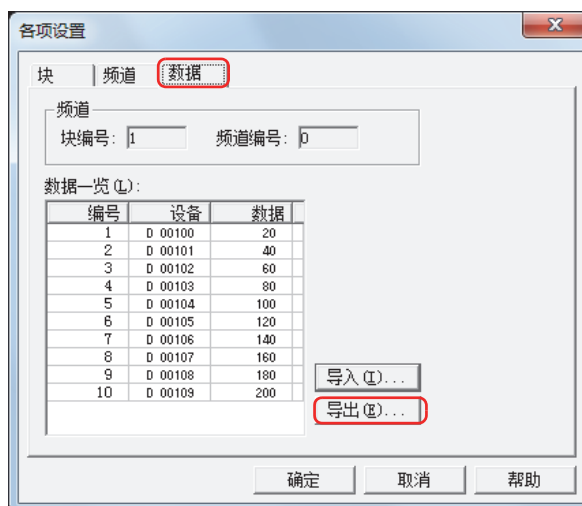 各项设置
块 频道 数据
频道
块编号: 1 频道编号: 0
数据一览(L):
编号 设备 数据
1 D 00100 20
2 D 00101 40
3 D 00102 60
4 D 00103 80
5 D 00104 100
6 D 00105 120
7 D 00106 140
8 D 00107 160
9 D 00108 180
10 D 00109 200
导入(I)...
导出(E)...
确定 取消 帮助